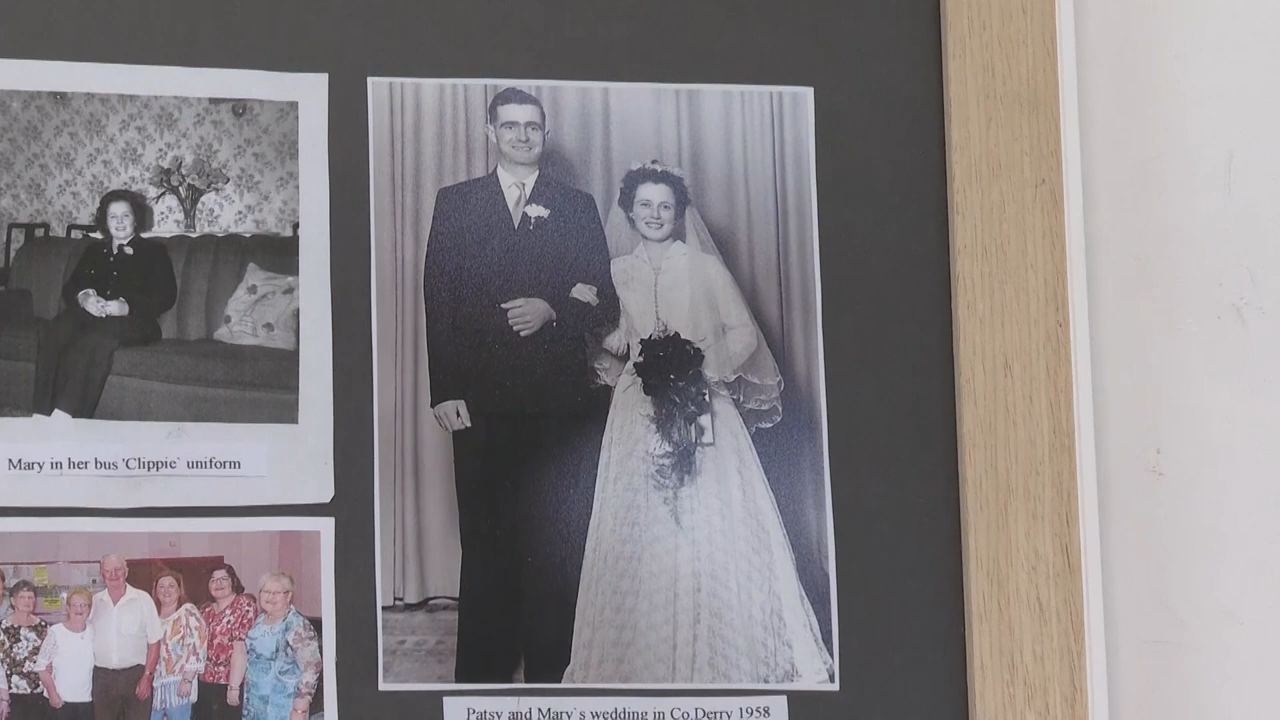 Mary in her bus 'Clippie` uniform
Patsy and Mary`s wedding in Co.Derry 1958